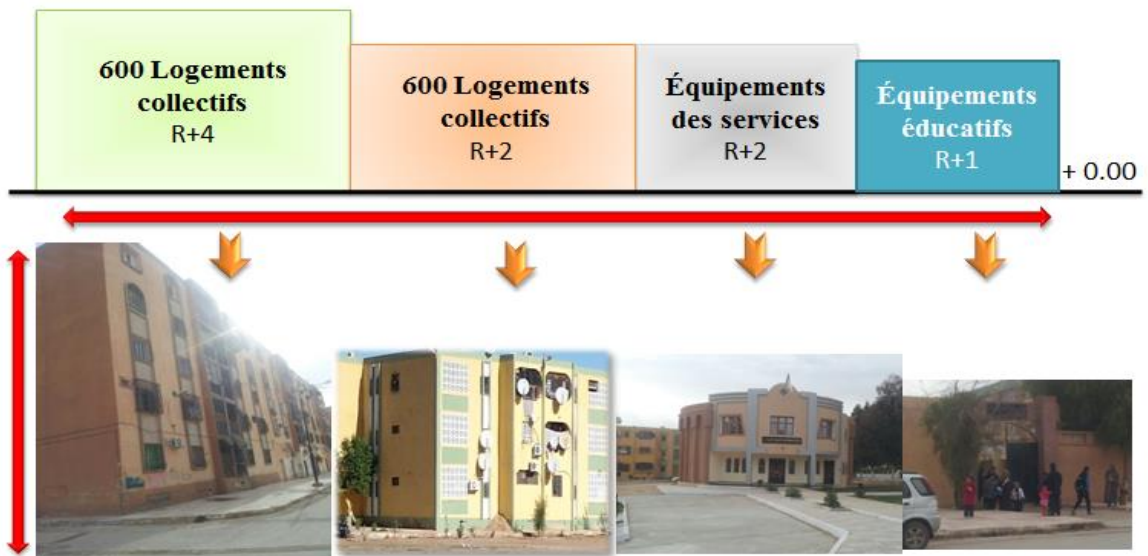 600 Logements
collectifs
R+4
600 Logements
collectifs
R+2
Équipements
des services
R+2
Équipements
éducatifs
R+1
+ 0.00